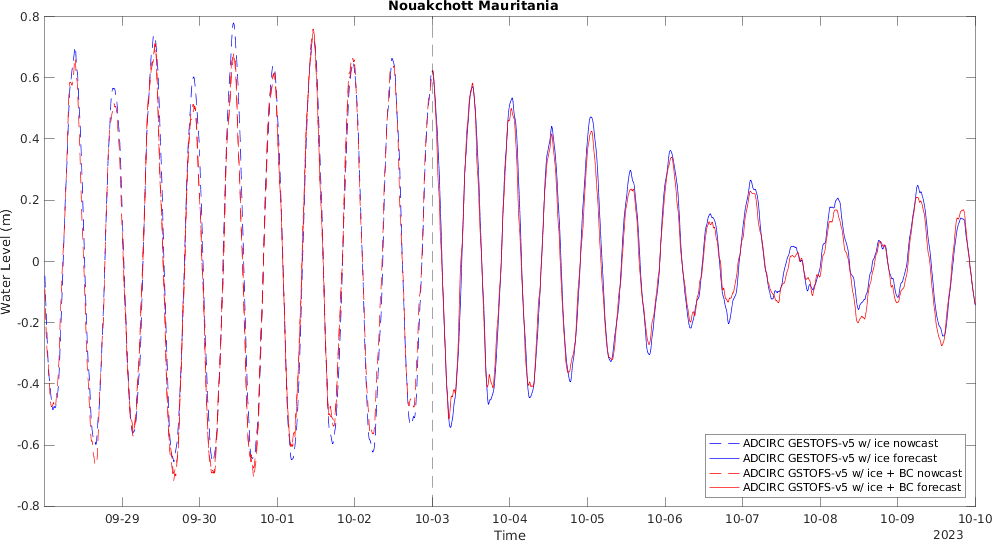 Nouakchott Mauritania
0.8
0.6
0.4
0.2
0
-0.2
-0.4
-0.6
-0.8
Water Level (m)
ADCIRC GESTOFS-v5 w/ ice nowcast
ADCIRC GESTOFS-v5 w/ ice forecast
ADCIRC GSTOFS-v5 w/ ice + BC nowcast
ADCIRC GSTOFS-v5 w/ ice + BC forecast
09-29 09-30 10-01 10-02 10-03 10-04 10-05 10-06 10-07 10-08 10-09 10-10
Time
2023